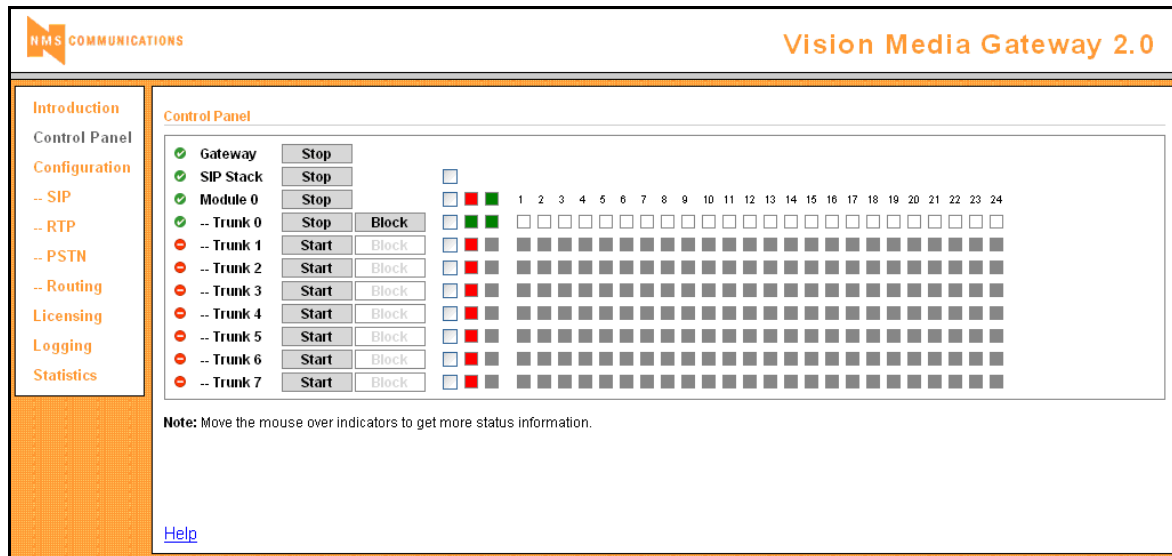 NMS COMMUNICATIONS
Vision Media Gateway 2.0
Introduction
Control Panel
Configuration
-- SIP
-- RTP
-- PSTN
-- Routing
Licensing
Logging
Statistics
Control Panel
Gateway Stop
SIP Stack Stop
Module 0 Stop 1 2 3 4 5 6 7 8 9 10 11 12 13 14 15 16 17 18 19 20 21 22 23 24
-- Trunk 0 Stop Block
-- Trunk 1 Start Block
-- Trunk 2 Start Block
-- Trunk 3 Start Block
-- Trunk 4 Start Block
-- Trunk 5 Start Block
-- Trunk 6 Start Block
-- Trunk 7 Start Block
Note: Move the mouse over indicators to get more status information.
Help